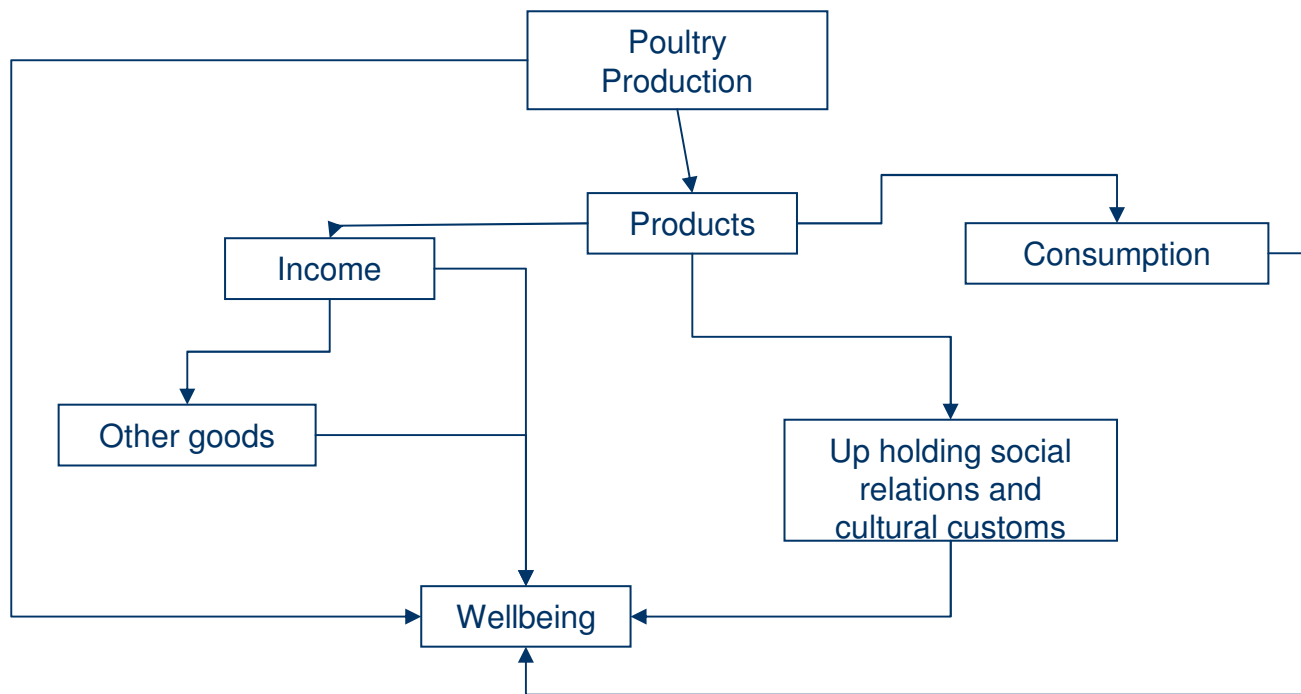 Poultry
Production
Products
Consumption
Income
Other goods
Up holding social
relations and
cultural customs
Wellbeing